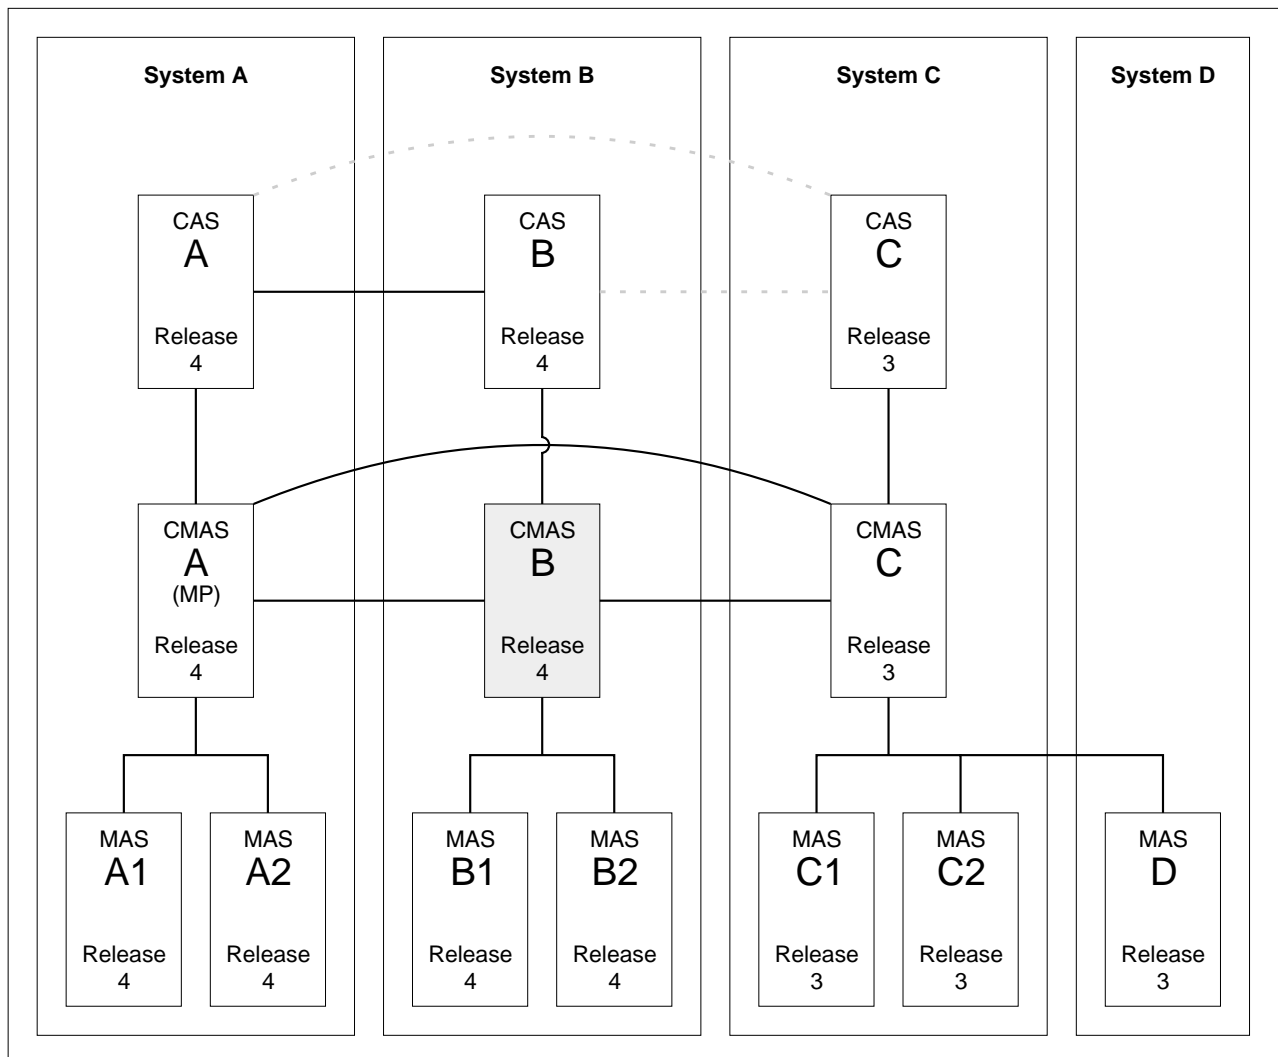 System A
System B
System C
System D
CAS
A
Release
4
CAS
B
Release
4
CAS
C
Release
3
CMAS
A
(MP)
Release
4
CMAS
B
Release
4
CMAS
C
Release
3
MAS
A1
Release
4
MAS
A2
Release
4
MAS
B1
Release
4
MAS
B2
Release
4
MAS
C1
Release
3
MAS
C2
Release
3
MAS
D
Release
3